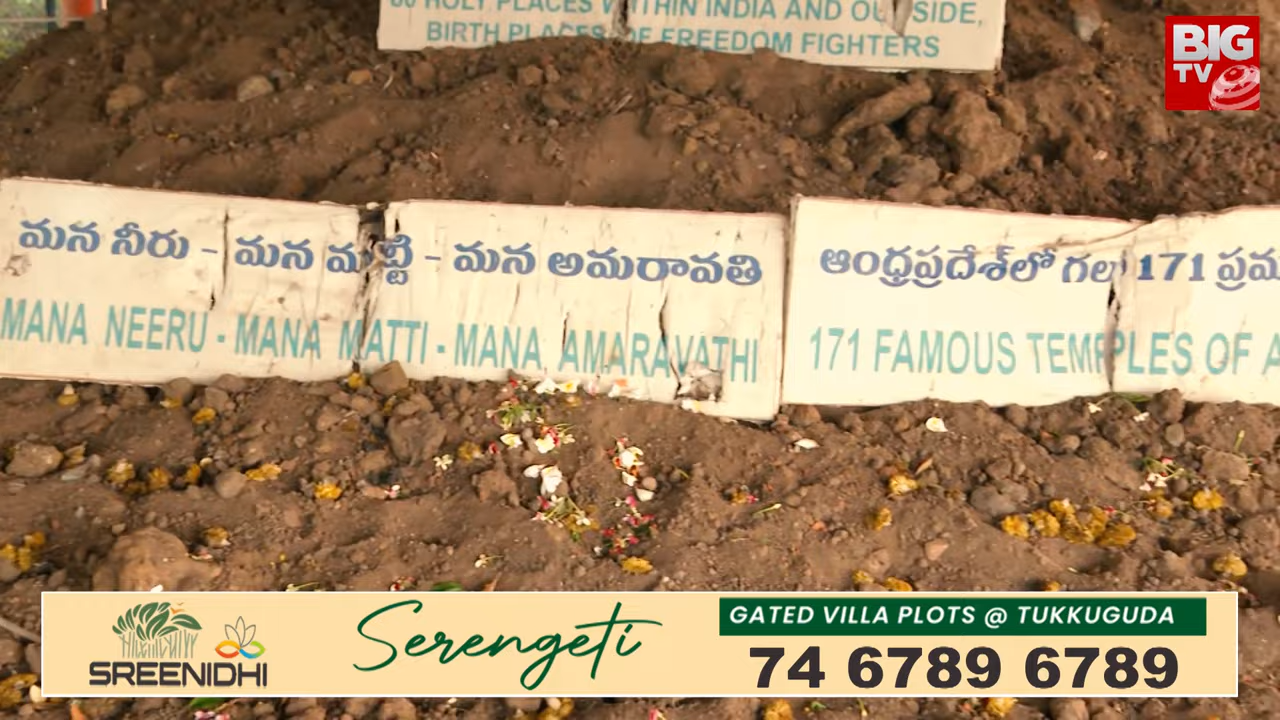 HOLY PLACES WITHIN INDIA AND OUTSIDE,
BIRTH PLACES OF FREEDOM FIGHTERS
BIG
TV
మన నీరు - మన మట్టి - మన అమరావతి
MANA NEERU - MANA MATTI - MANA AMARAVATHI
ఆంధ్రప్రదేశ్‌లో గల 171
171 FAMOUS TEMPLES OF
SREENIDHI
Serengeti
GATED VILLA PLOTS @ TUKKUGUDA
74 6789 6789